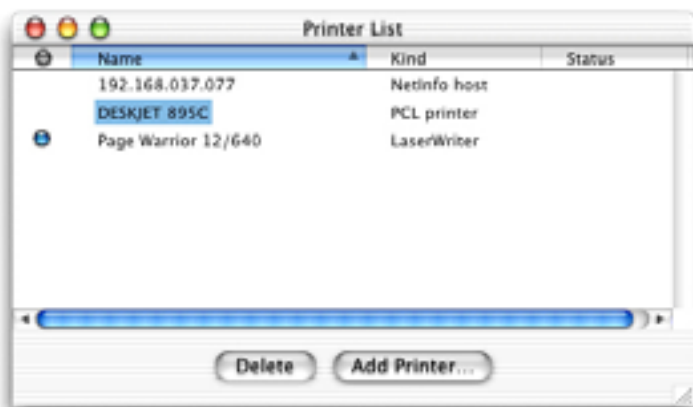 Printer List
Name Kind Status
192.168.037.077 NetInfo host
DESKJET 895C PCL printer
Page Warrior 12/640 LaserWriter
Delete Add Printer...